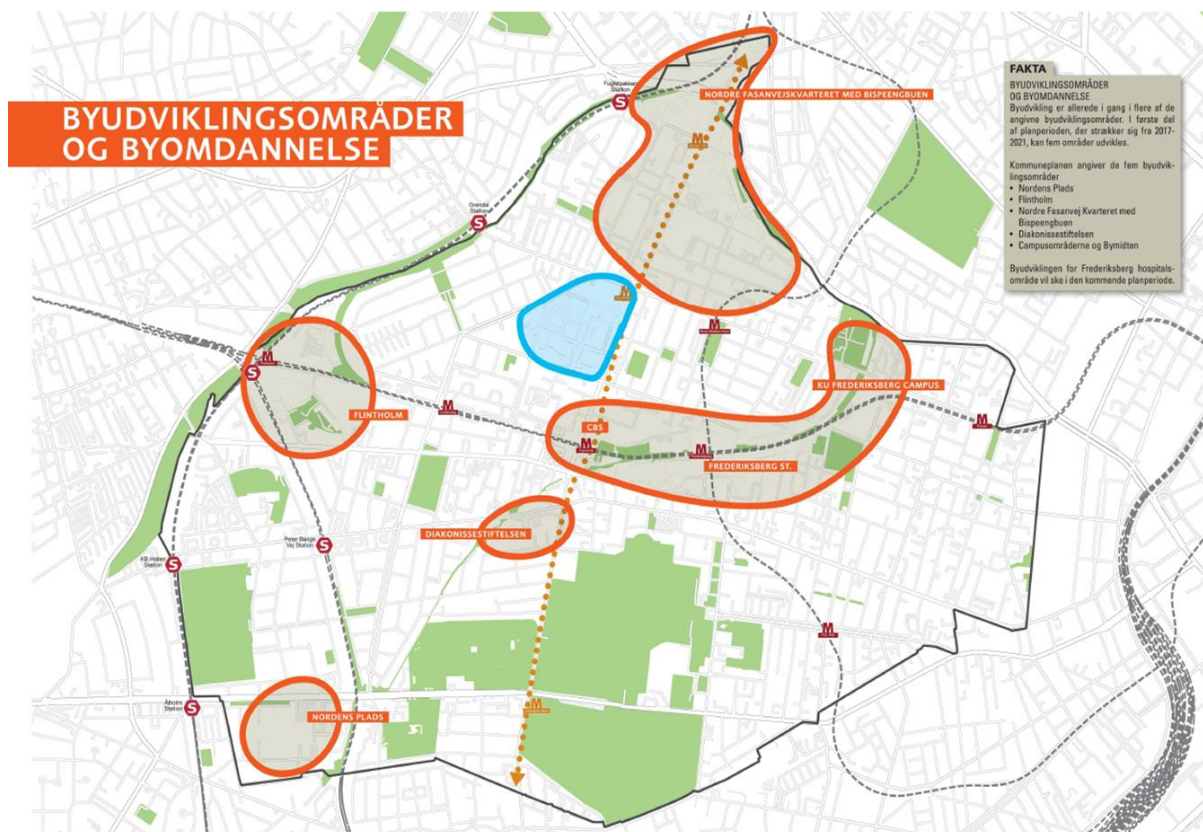 BYUDVIKLINGSOMRÅDER
OG BYOMDANNELSE
FAKTA
BYUDVIKLINGSOMRÅDER
OG BYOMDANNELSE
Byudvikling er allerede i gang i flere af de
angivne byudviklingsområder. I første del
af planperioden, der strækker sig fra 2017-
2021, kan fem områder udvikles.
Kommuneplanen angiver de fem byudvik-
lingsområder
• Nordens Plads
• Flintholm
• Nordre Fasanvej Kvarteret med
Bispeengbuen
• Diakonissestiftelsen
• Campusområderne og Bymidten
Byudviklingen for Frederiksberg hospitals-
område vil ske i den kommende planperiode.
Fuglebakken
Station
S
NORDRE FASANVEJSKVARTERET MED BISPEENGBUEN
M
Grøndal
Station
S
M
M
M
S
KU FREDERIKSBERG CAMPUS
FLINTHOLM
M
M
CBS
M
M
FREDERIKSBERG ST.
DIAKONISSESTIFTELSEN
Peter Bangs
Vej Station
S
KB Hallen
Station
S
M
Ålholm
Station
S
M
NORDENS PLADS